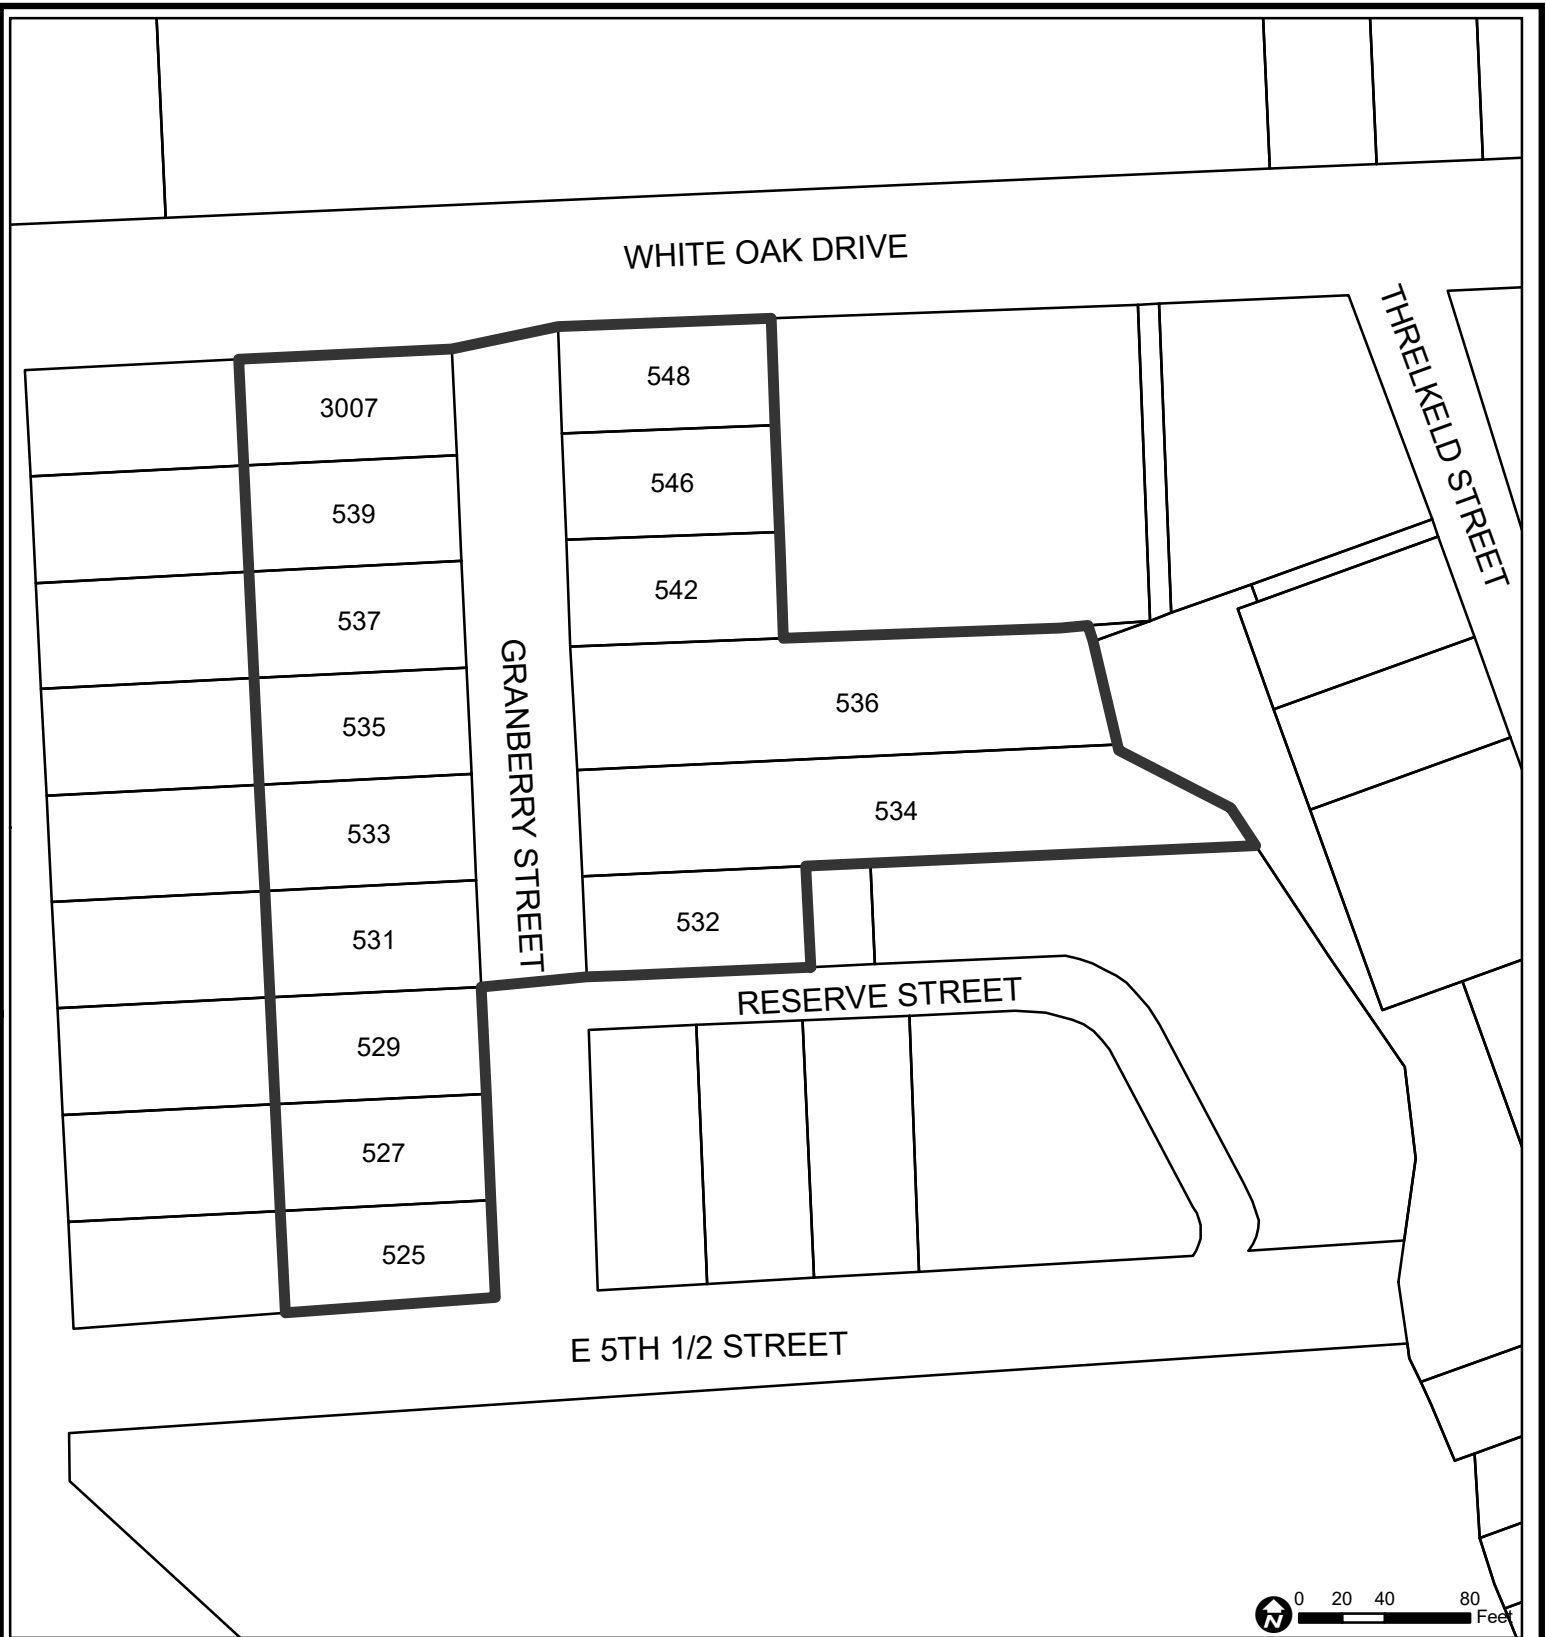 WHITE OAK DRIVE
THRELKELD STREET
548
3007
546
539
542
537
GRANBERRY STREET
536
535
534
533
532
531
RESERVE STREET
529
527
525
E 5TH 1/2 STREET
0 20 40 80
N
Feet